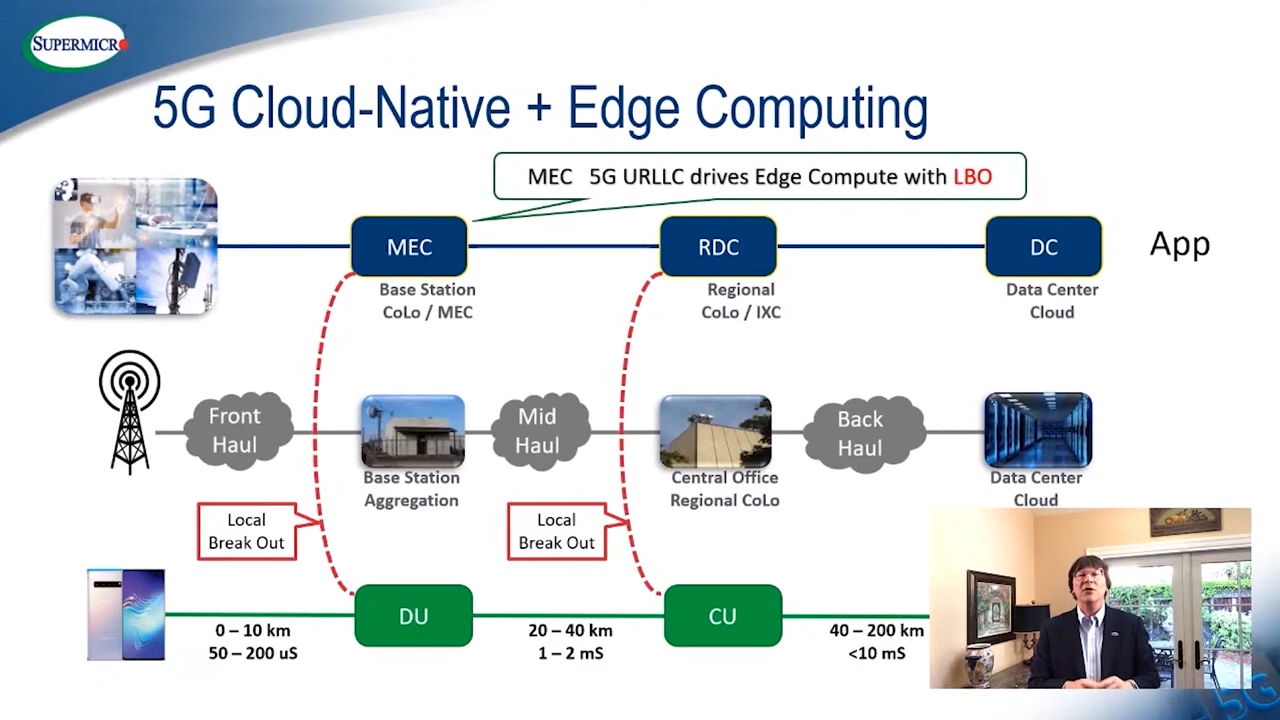 SUPERMICRO
5G Cloud-Native + Edge Computing
MEC 5G URLLC drives Edge Compute with LBO
MEC
RDC
DC
App
Base Station
CoLo / MEC
Regional
CoLo / IXC
Data Center
Cloud
Front
Haul
Mid
Haul
Back
Haul
Base Station
Aggregation
Central Office
Regional CoLo
Data Center
Cloud
Local
Break Out
Local
Break Out
DU
CU
0 – 10 km
50 – 200 uS
20 – 40 km
1 – 2 mS
40 – 200 km
<10 mS
5G